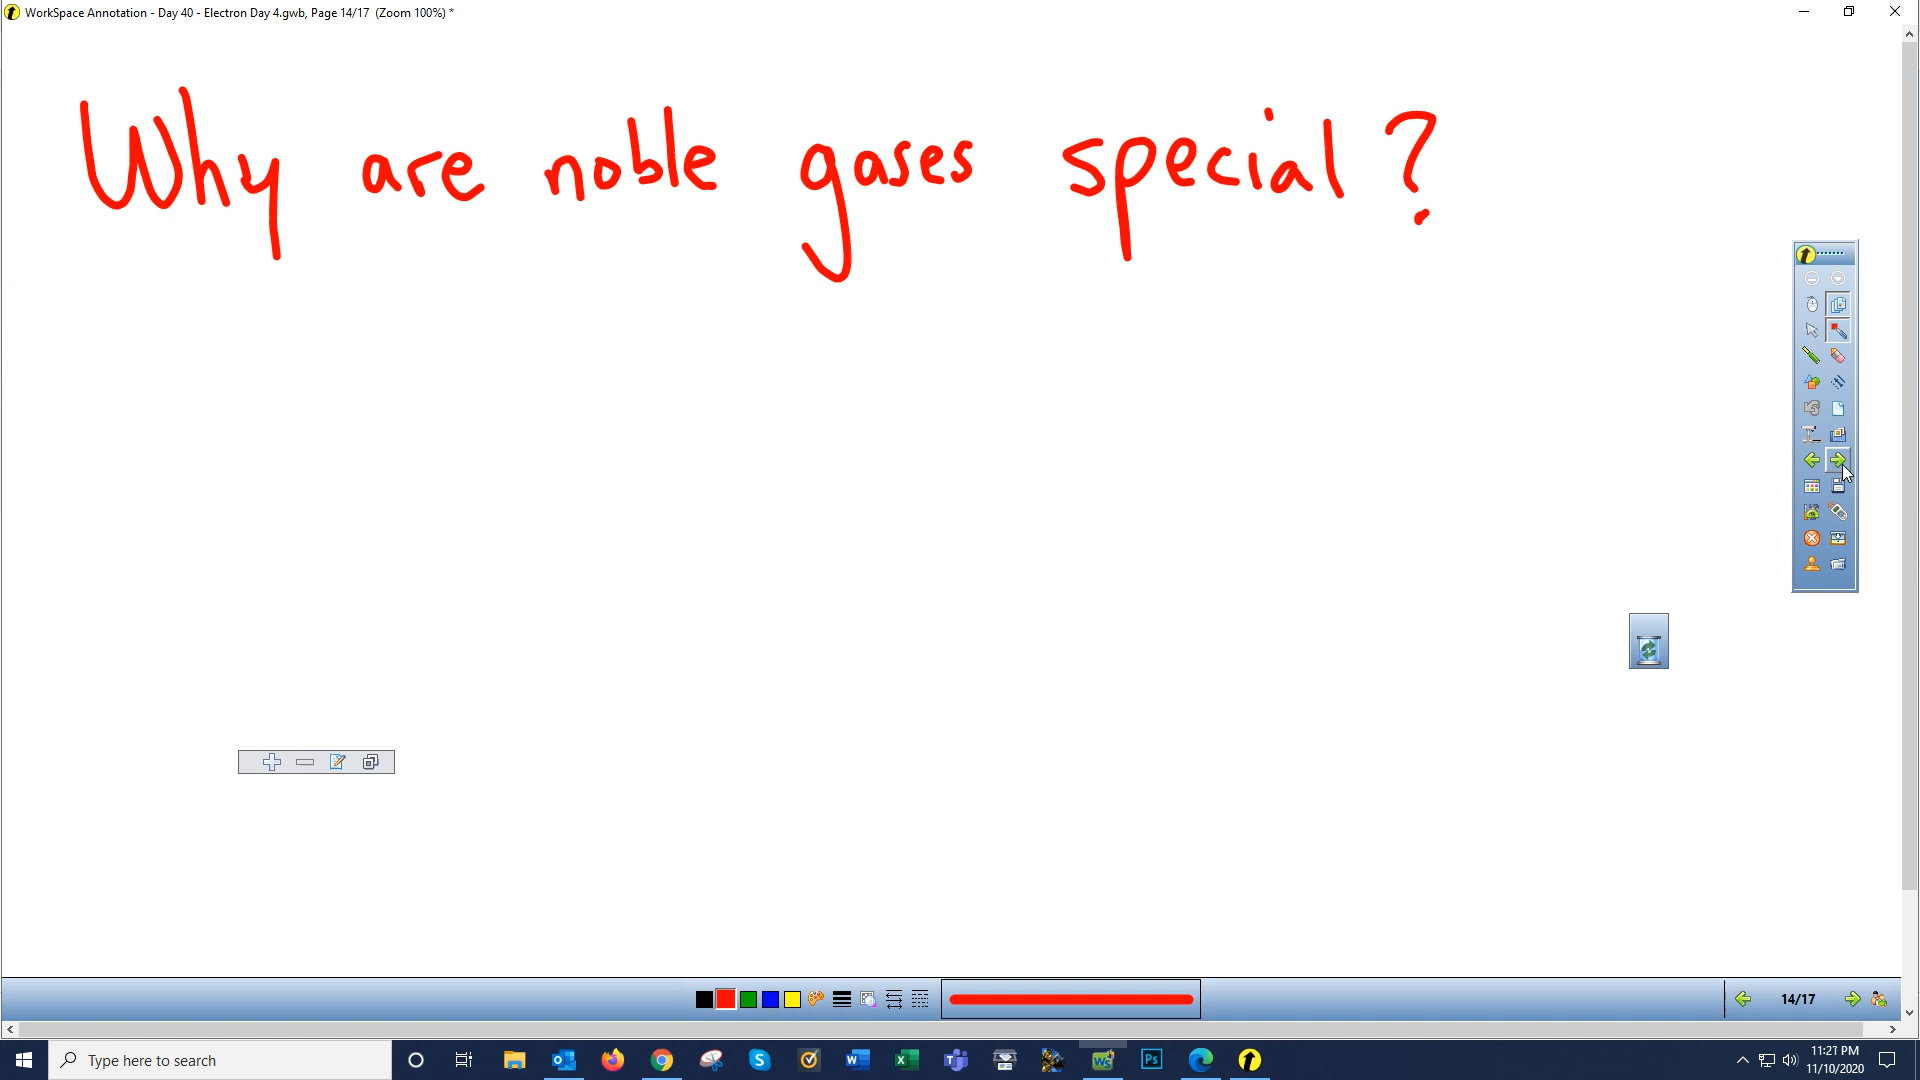 WorkSpace Annotation - Day 40 - Electron Day 4.gwb, Page 14/17 (Zoom 100%) *
Why are noble gases special?
14/17
Type here to search
11:21 PM
11/10/2020